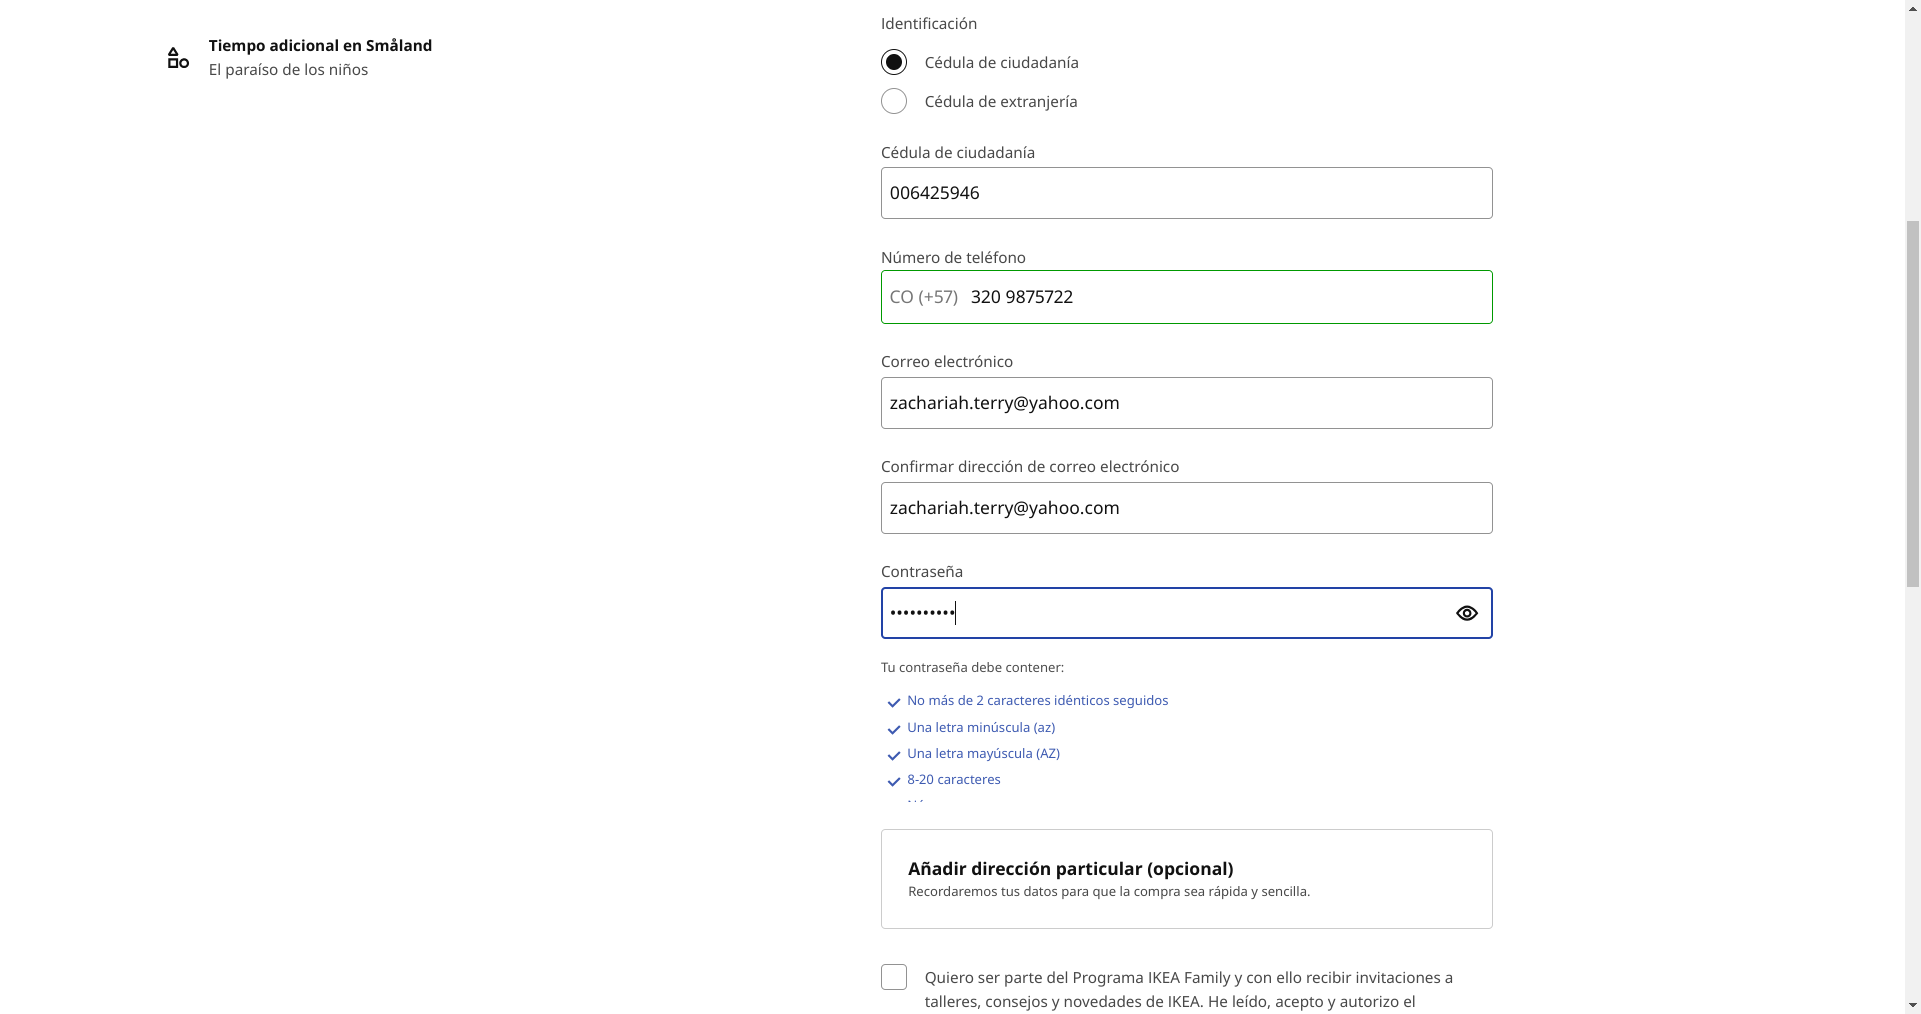 Tiempo adicional en Småland
El paraíso de los niños
Identificación
Cédula de ciudadanía
Cédula de extranjería
Cédula de ciudadanía
006425946
Número de teléfono
CO (+57) 320 9875722
Correo electrónico
zachariah.terry@yahoo.com
Confirmar dirección de correo electrónico
zachariah.terry@yahoo.com
Contraseña
••••••••••
Tu contraseña debe contener:
No más de 2 caracteres idénticos seguidos
Una letra minúscula (az)
Una letra mayúscula (AZ)
8-20 caracteres
Añadir dirección particular (opcional)
Recordaremos tus datos para que la compra sea rápida y sencilla.
Quiero ser parte del Programa IKEA Family y con ello recibir invitaciones a
talleres, consejos y novedades de IKEA. He leído, acepto y autorizo el